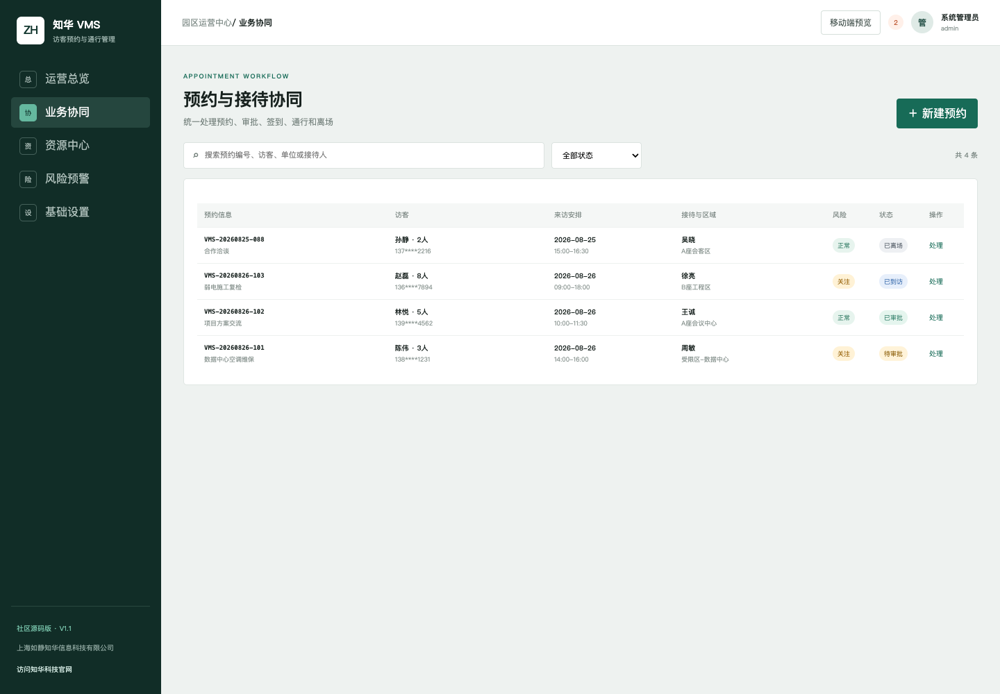 ZH
知华 VMS
访客预约与通行管理
总 运营总览
协 业务协同
资 资源中心
险 风险预警
设 基础设置
社区源码版 · V1.1
上海如静知华信息科技有限公司
访问知华科技官网
园区运营中心/ 业务协同
移动端预览
2
管
系统管理员
admin
APPOINTMENT WORKFLOW
预约与接待协同
统一处理预约、审批、签到、通行和离场
＋ 新建预约
搜索预约编号、访客、单位或接待人
全部状态
共 4 条
预约信息 访客 来访安排 接待与区域 风险 状态 操作
VMS-20260825-088 孙静 · 2人 2026-08-25 吴晓 正常 已离场 处理
合作洽谈 137****2216 15:00-16:30 A座会客区
VMS-20260826-103 赵磊 · 8人 2026-08-26 徐亮 关注 已到访 处理
弱电施工复检 136****7894 09:00-18:00 B座工程区
VMS-20260826-102 林悦 · 5人 2026-08-26 王诚 正常 已审批 处理
项目方案交流 139****4562 10:00-11:30 A座会议中心
VMS-20260826-101 陈伟 · 3人 2026-08-26 周敏 关注 待审批 处理
数据中心空调维保 138****1231 14:00-16:00 受限区-数据中心